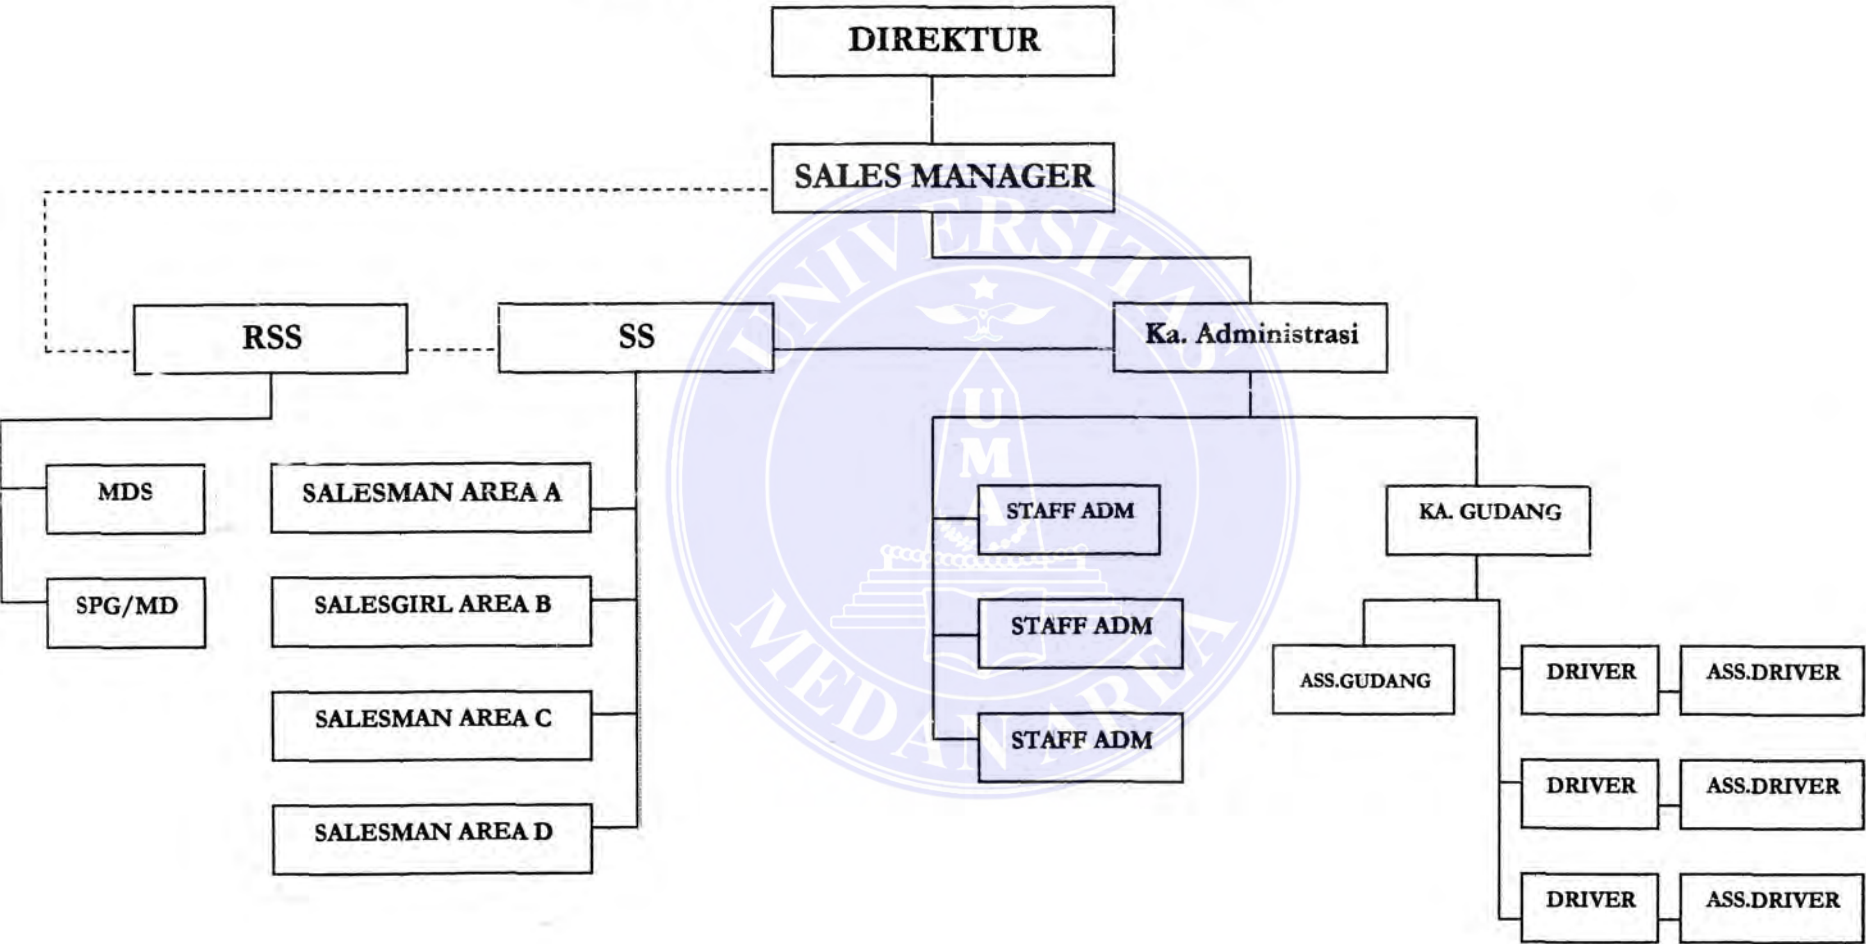 DIREKTUR
SALES MANAGER
RSS
SS
Ka. Administrasi
MDS
SPG/MD
SALESMAN AREA A
SALESGIRL AREA B
SALESMAN AREA C
SALESMAN AREA D
STAFF ADM
STAFF ADM
STAFF ADM
KA. GUDANG
ASS.GUDANG
DRIVER
ASS.DRIVER
DRIVER
ASS.DRIVER
DRIVER
ASS.DRIVER
UNIVERSITAS
MEDAN AREA
U
M
A